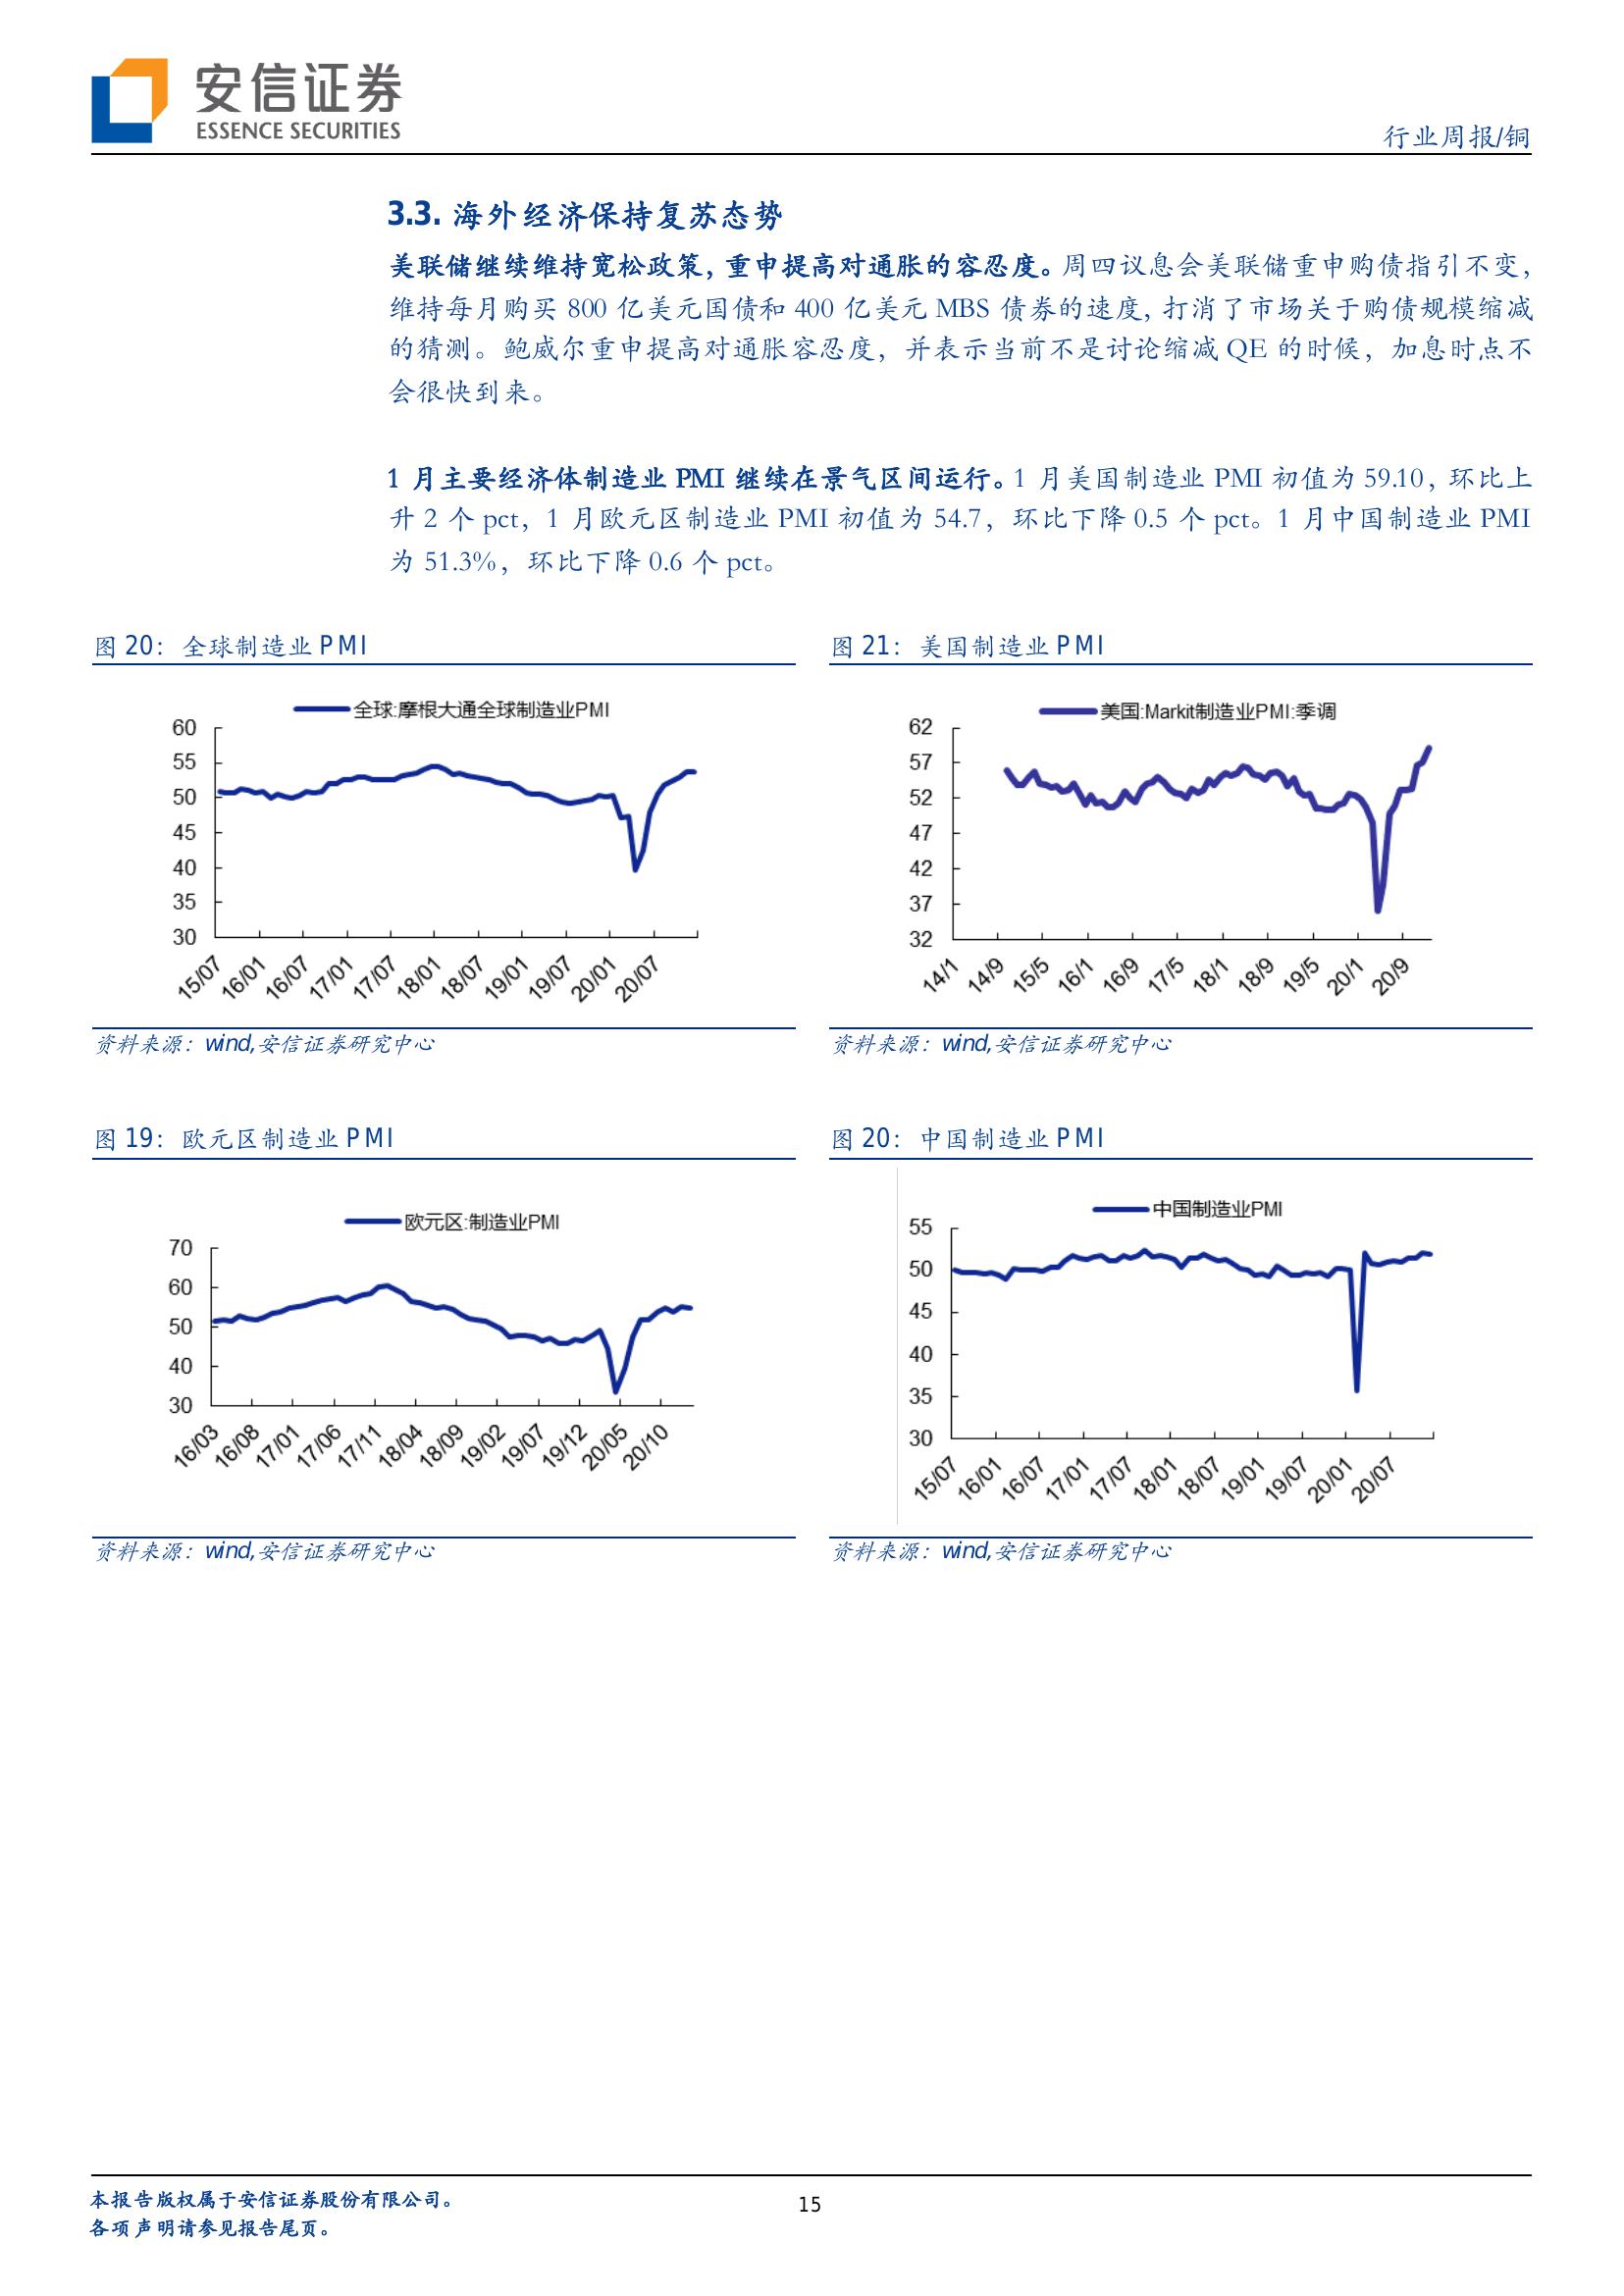 安信证券
ESSENCE SECURITIES
行业周报/铜
3.3. 海外经济保持复苏态势
美联储继续维持宽松政策，重申提高对通胀的容忍度。周四议息会美联储重申购债指引不变，
维持每月购买 800 亿美元国债和 400 亿美元 MBS 债券的速度，打消了市场关于购债规模缩减
的猜测。鲍威尔重申提高对通胀容忍度，并表示当前不是讨论缩减 QE 的时候，加息时点不
会很快到来。
1 月主要经济体制造业 PMI 继续在景气区间运行。1 月美国制造业 PMI 初值为 59.10，环比上
升 2 个 pct，1 月欧元区制造业 PMI 初值为 54.7，环比下降 0.5 个 pct。1 月中国制造业 PMI
为 51.3%，环比下降 0.6 个 pct。
图 20：全球制造业 PMI
全球:摩根大通全球制造业PMI
60
55
50
45
40
35
30
15/07 16/01 16/07 17/01 17/07 18/01 18/07 19/01 19/07 20/01 20/07
资料来源：wind,安信证券研究中心
图 21：美国制造业 PMI
美国:Markit制造业PMI:季调
62
57
52
47
42
37
32
14/1 14/9 15/5 16/1 16/9 17/5 18/1 18/9 19/5 20/1 20/9
资料来源：wind,安信证券研究中心
图 19：欧元区制造业 PMI
欧元区:制造业PMI
70
60
50
40
30
16/03 16/08 17/01 17/06 17/11 18/04 18/09 19/02 19/07 19/12 20/05 20/10
资料来源：wind,安信证券研究中心
图 20：中国制造业 PMI
中国制造业PMI
55
50
45
40
35
30
15/07 16/01 16/07 17/01 17/07 18/01 18/07 19/01 19/07 20/01 20/07
资料来源：wind,安信证券研究中心
本报告版权属于安信证券股份有限公司。
各项声明请参见报告尾页。
15